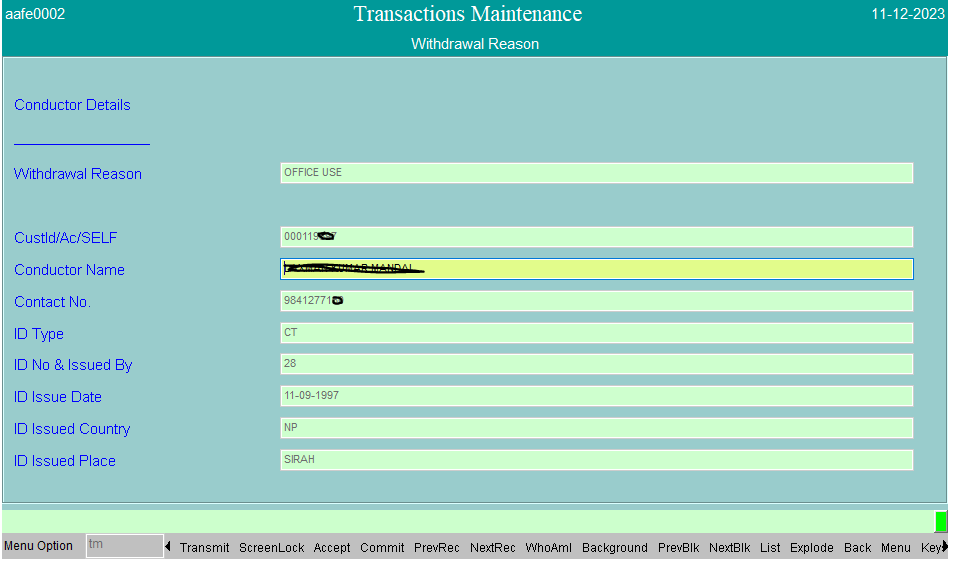 aafe0002 Transactions Maintenance 11-12-2023
Withdrawal Reason
Conductor Details
Withdrawal Reason OFFICE USE
CustId/Ac/SELF 000119
Conductor Name
Contact No. 98412771
ID Type CT
ID No & Issued By 28
ID Issue Date 11-09-1997
ID Issued Country NP
ID Issued Place SIRAH
Menu Option tm Transmit ScreenLock Accept Commit PrevRec NextRec WhoAmI Background PrevBlk NextBlk List Explode Back Menu Key